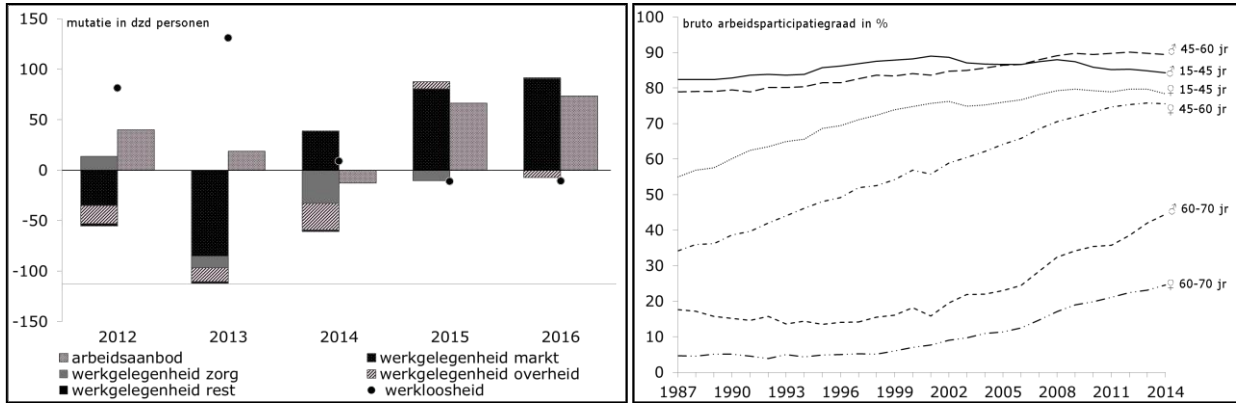 mutatie in dzd personen
150
100
50
0
-50
-100
-150
2012 2013 2014 2015 2016
arbeidsaanbod werkgelegenheid markt
werkgelegenheid zorg werkgelegenheid overheid
werkgelegenheid rest werkloosheid
bruto arbeidsparticipatiegraad in %
100
90
80
70
60
50
40
30
20
10
0
♂ 45-60 jr
♂ 15-45 jr
♀ 15-45 jr
♀ 45-60 jr
♂ 60-70 jr
♀ 60-70 jr
1987 1990 1993 1996 1999 2002 2005 2008 2011 2014